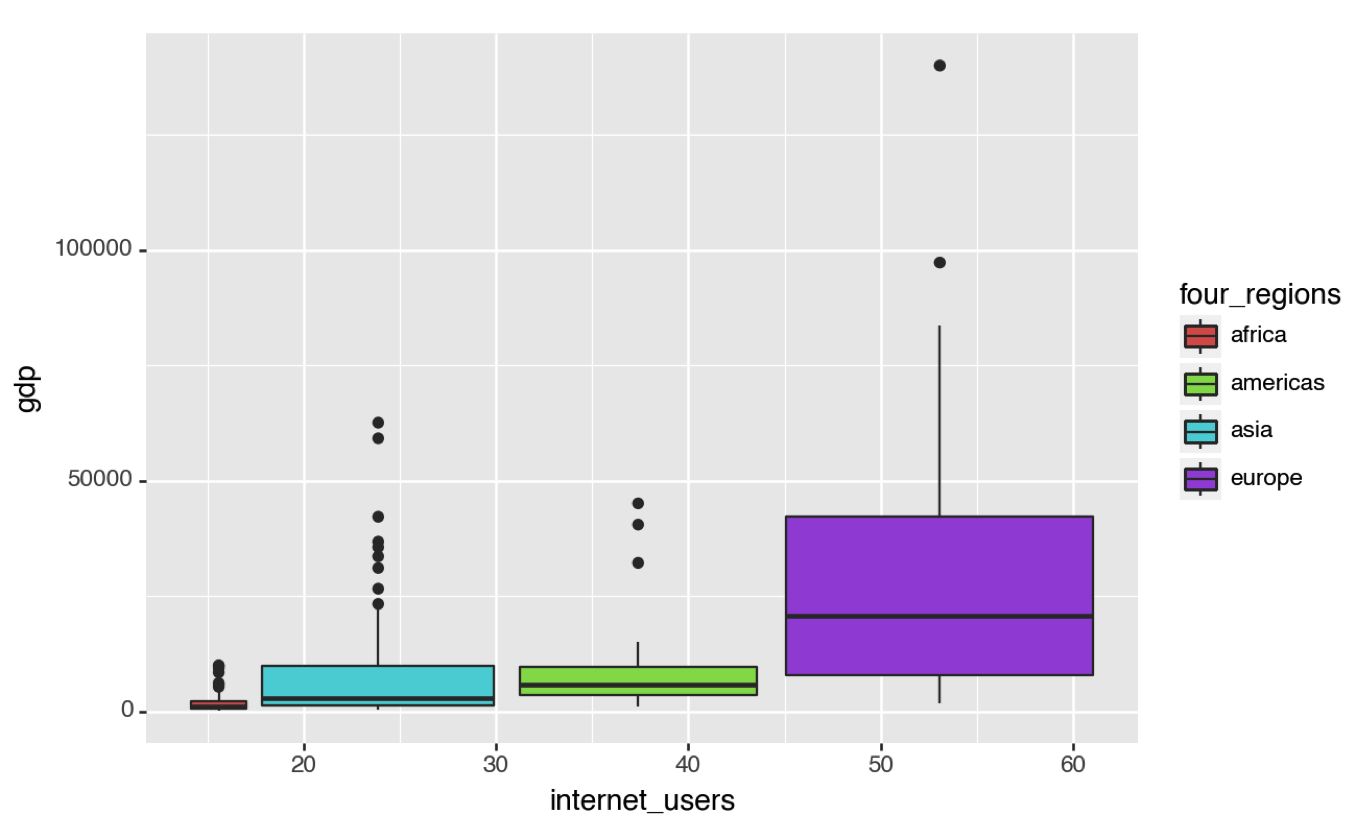 100000
50000
0
gdp
20 30 40 50 60
internet_users
four_regions
africa
americas
asia
europe